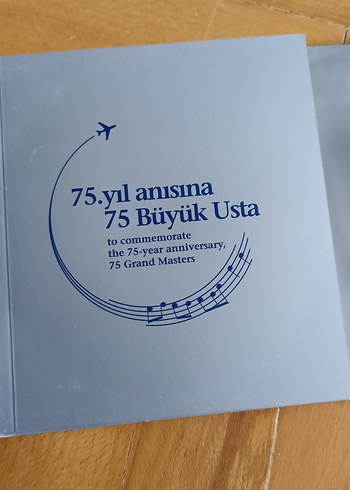 75.yıl anısına
75 Büyük Usta
to commemorate
the 75-year anniversary,
75 Grand Masters